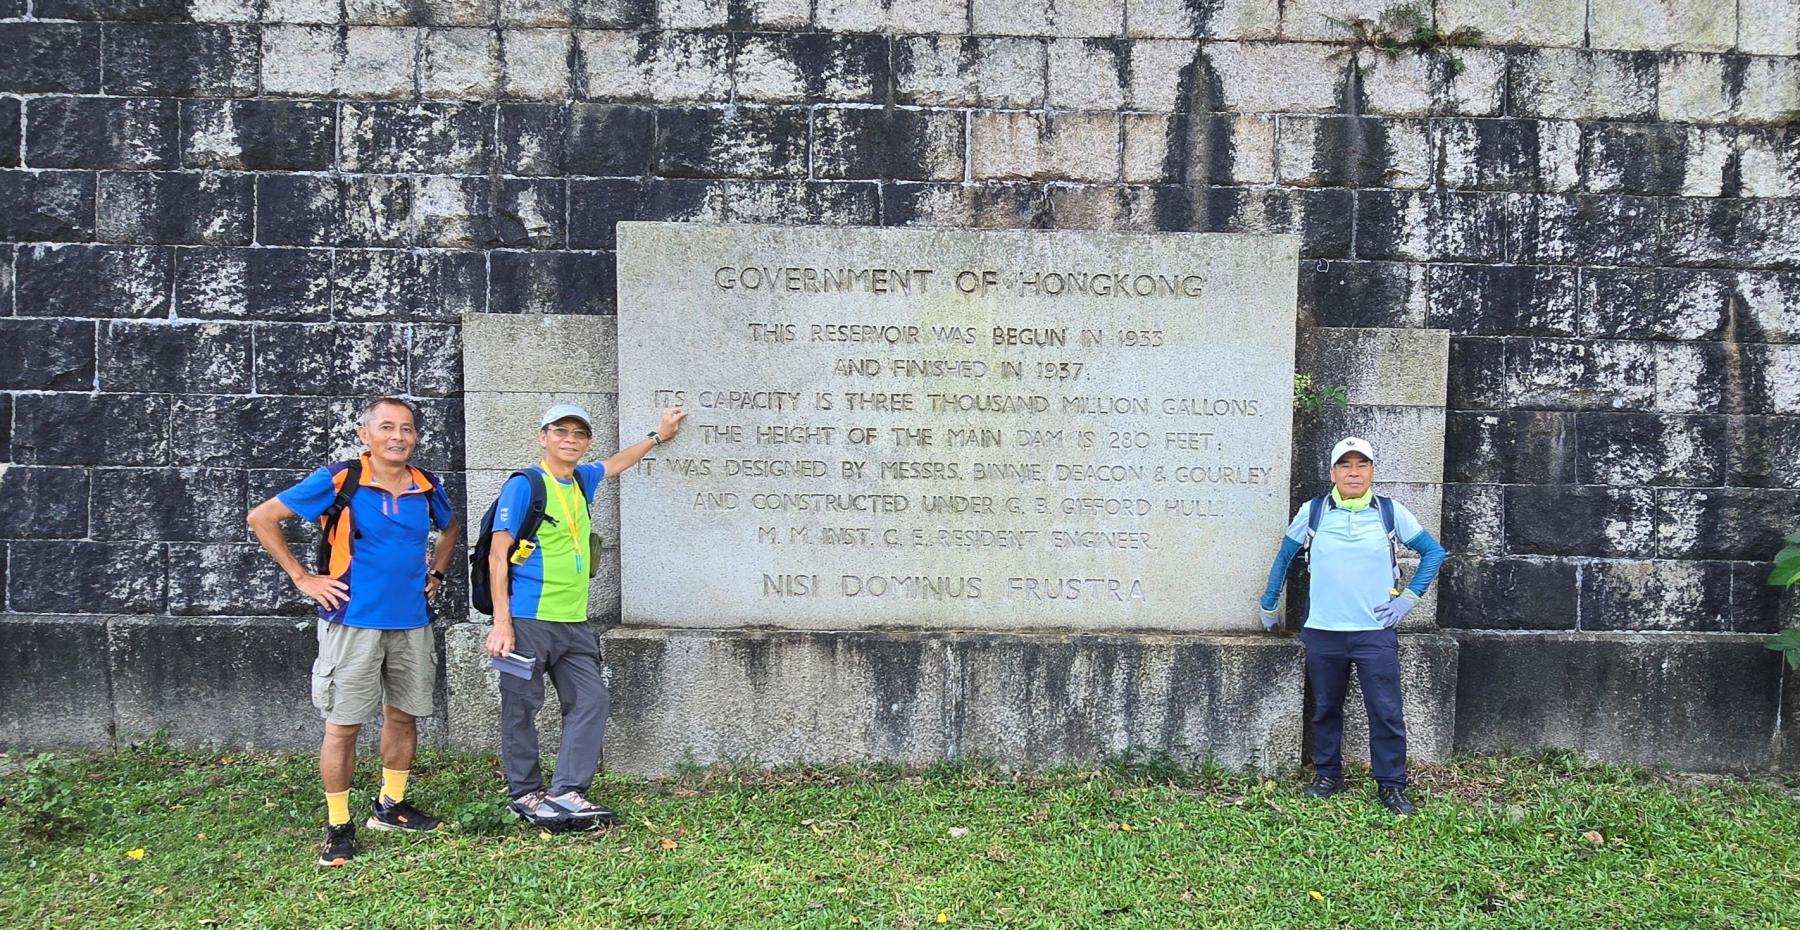 GOVERNMENT OF HONGKONG
THIS RESERVOIR WAS BEGUN IN 1933
AND FINISHED IN 1937.
ITS CAPACITY IS THREE THOUSAND MILLION GALLONS.
THE HEIGHT OF THE MAIN DAM IS 280 FEET:
IT WAS DESIGNED BY MESSRS. BINNIE, DEACON & GOURLEY
AND CONSTRUCTED UNDER G. B. GIFFORD HULL.
M. M. INST. C. E. RESIDENT ENGINEER.
NISI DOMINUS FRUSTRA